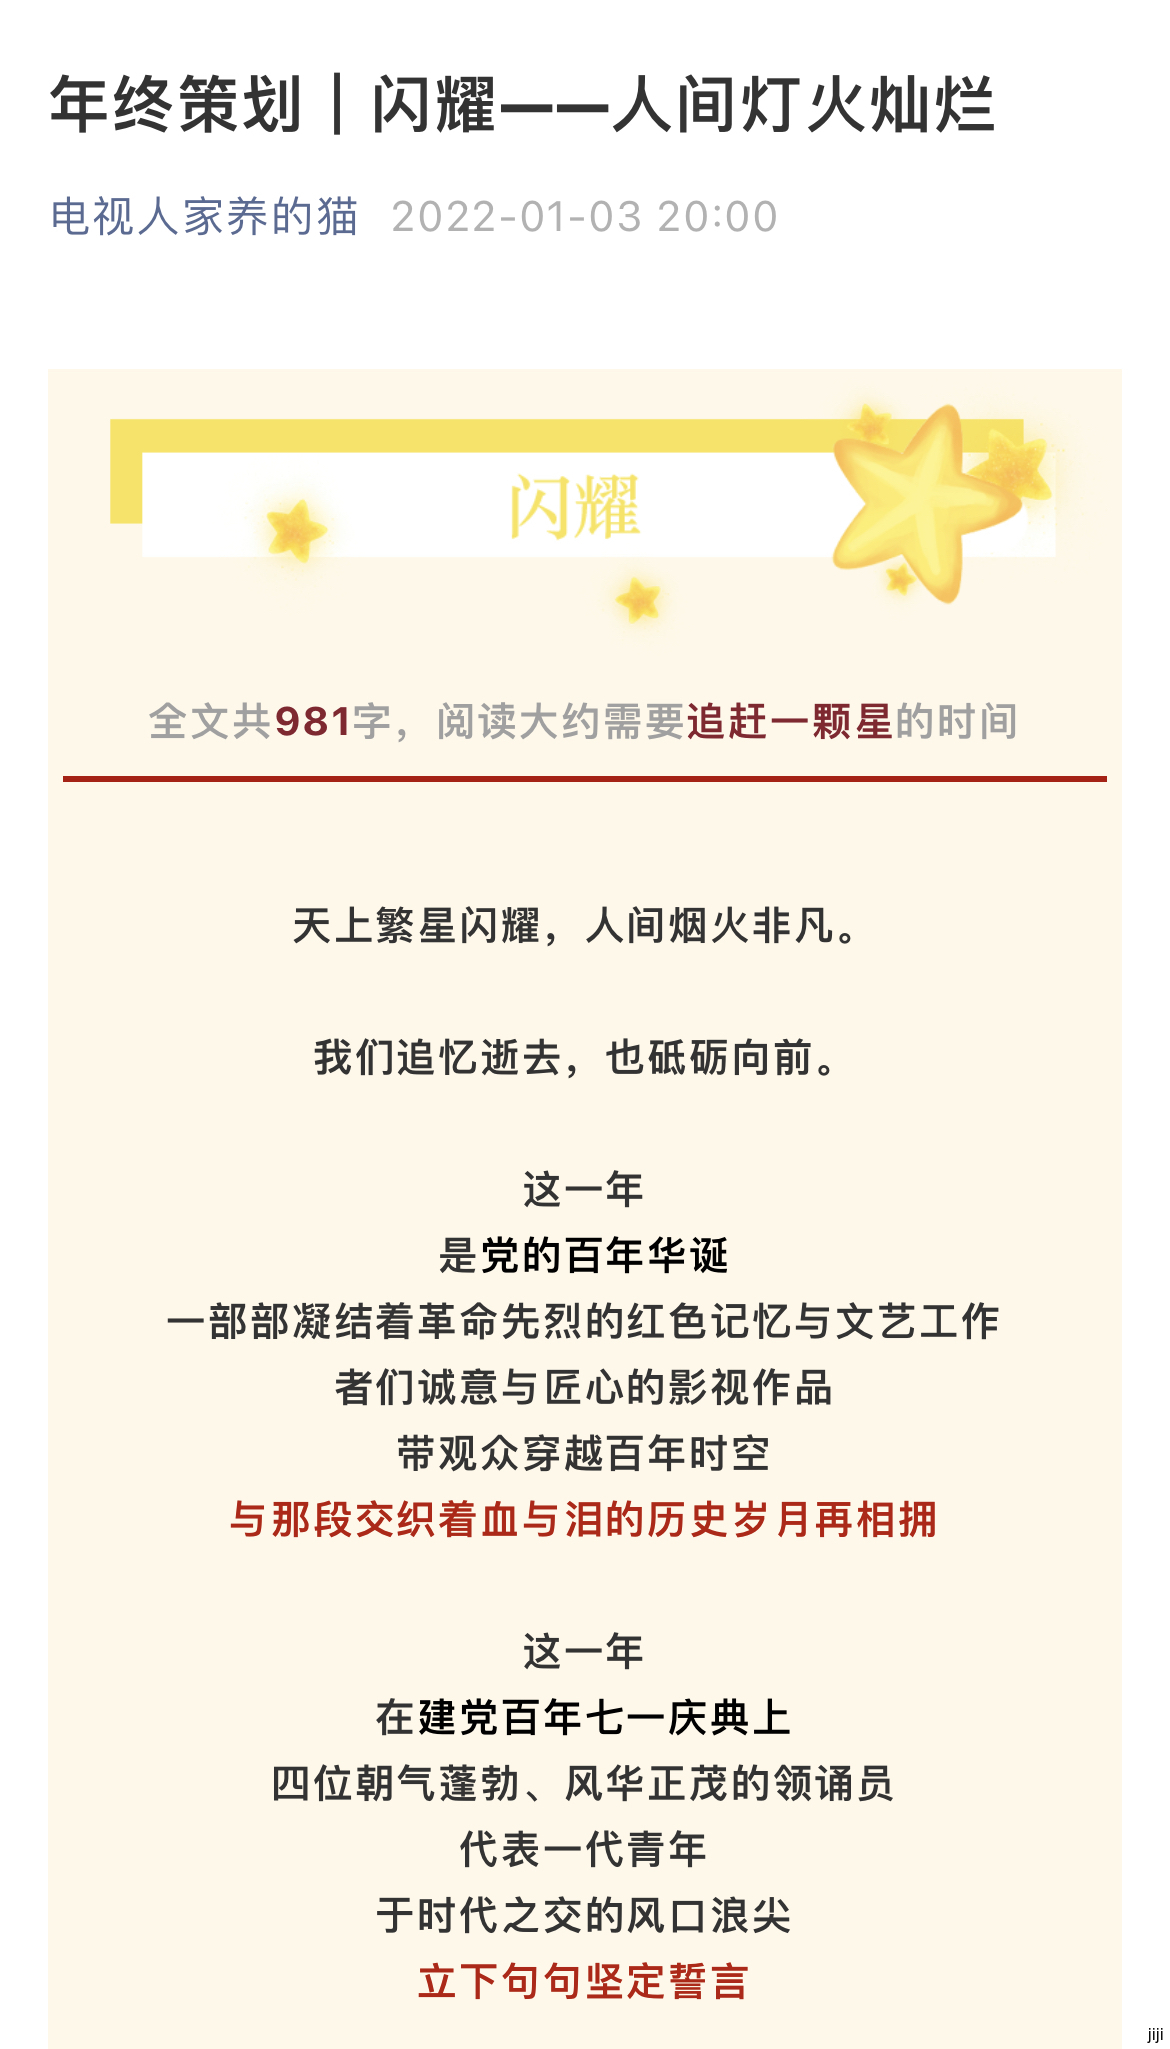 年终策划｜闪耀——人间灯火灿烂
电视人家养的猫 2022-01-03 20:00
闪耀
全文共981字，阅读大约需要追赶一颗星的时间
天上繁星闪耀，人间烟火非凡。
我们追忆逝去，也砥砺向前。
这一年
是党的百年华诞
一部部凝结着革命先烈的红色记忆与文艺工作
者们诚意与匠心的影视作品
带观众穿越百年时空
与那段交织着血与泪的历史岁月再相拥
这一年
在建党百年七一庆典上
四位朝气蓬勃、风华正茂的领诵员
代表一代青年
于时代之交的风口浪尖
立下句句坚定誓言
jiji